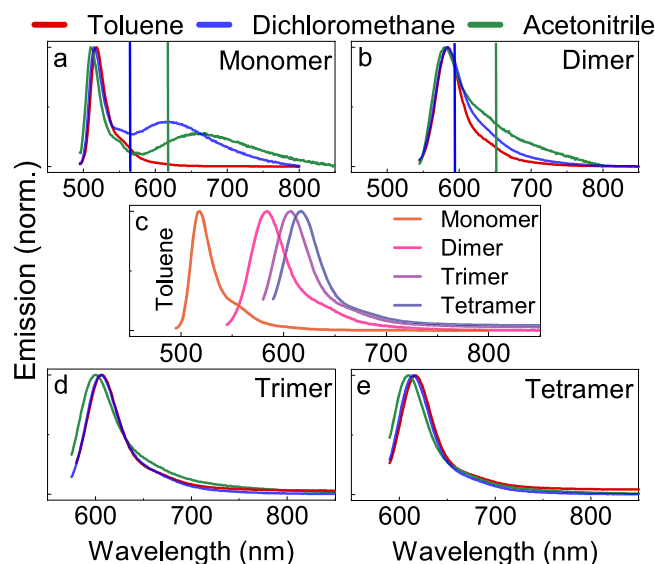 Toluene Dichloromethane Acetonitrile
a Monomer
500 600 700 800
b Dimer
500 600 700 800
Emission (norm.)
c
Toluene
Monomer
Dimer
Trimer
Tetramer
500 600 700 800
d Trimer
600 700 800
e Tetramer
600 700 800
Wavelength (nm) Wavelength (nm)